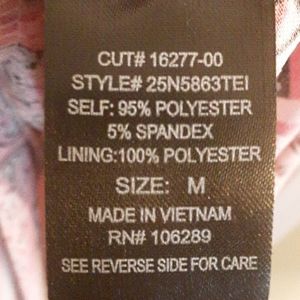 CUT# 16277-00
STYLE# 25N5863TEI
SELF: 95% POLYESTER
5% SPANDEX
LINING:100% POLYESTER
SIZE: M
MADE IN VIETNAM
RN# 106289
SEE REVERSE SIDE FOR CARE